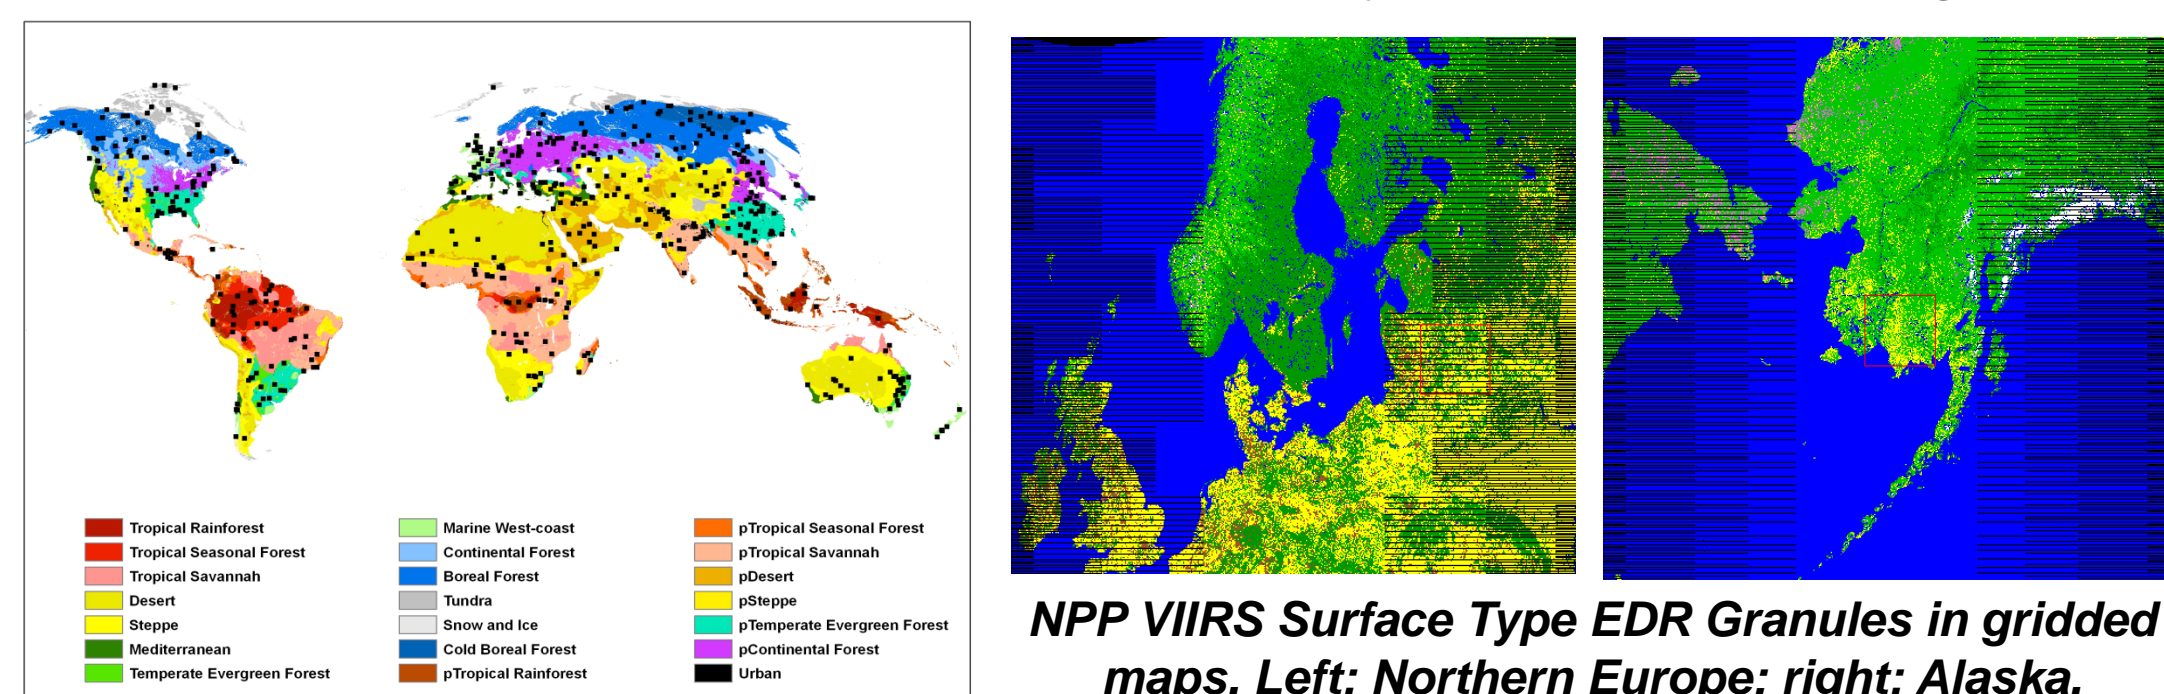 Tropical Rainforest
Tropical Seasonal Forest
Tropical Savannah
Desert
Steppe
Mediterranean
Temperate Evergreen Forest
Marine West-coast
Continental Forest
Boreal Forest
Tundra
Snow and Ice
Cold Boreal Forest
pTropical Rainforest
pTropical Seasonal Forest
pTropical Savannah
pDesert
pSteppe
pTemperate Evergreen Forest
pContinental Forest
Urban
NPP VIIRS Surface Type EDR Granules in gridded
maps. Left: Northern Europe; right: Alaska.